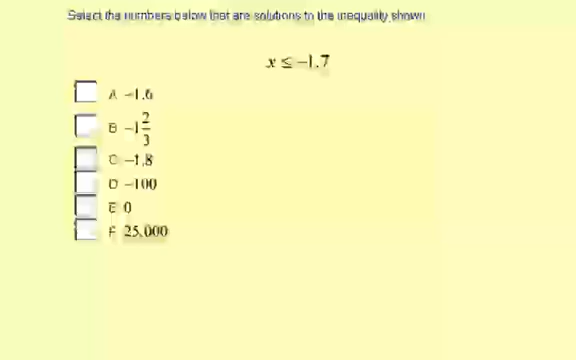 Select the numbers below that are solutions to the inequality shown
x ≤ -1.7
A -1.6
B -1 2/3
C -1.8
D -100
E 0
F 25,000